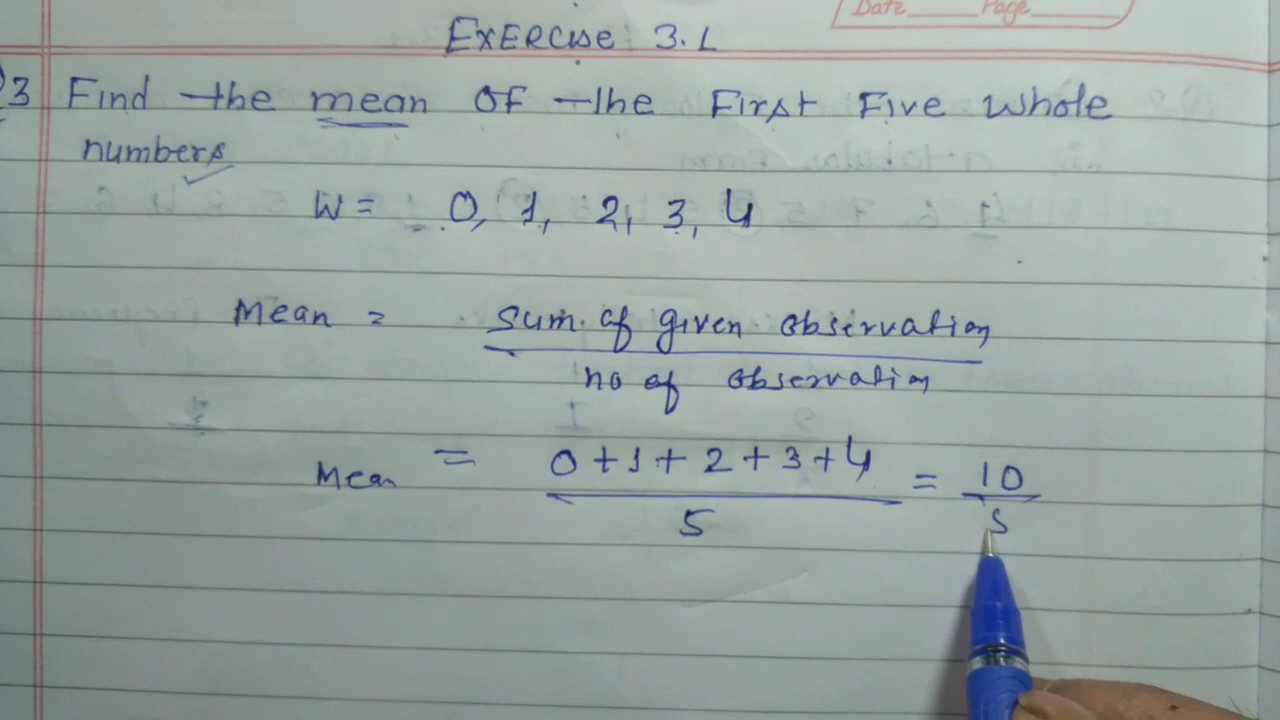 Date Page
Exercise 3.1
Q3 Find the mean of the First Five whole
numbers
W = 0, 1, 2, 3, 4
Mean = sum of given observation
no of observation
Mean = 0+1+2+3+4 = 10
5 5